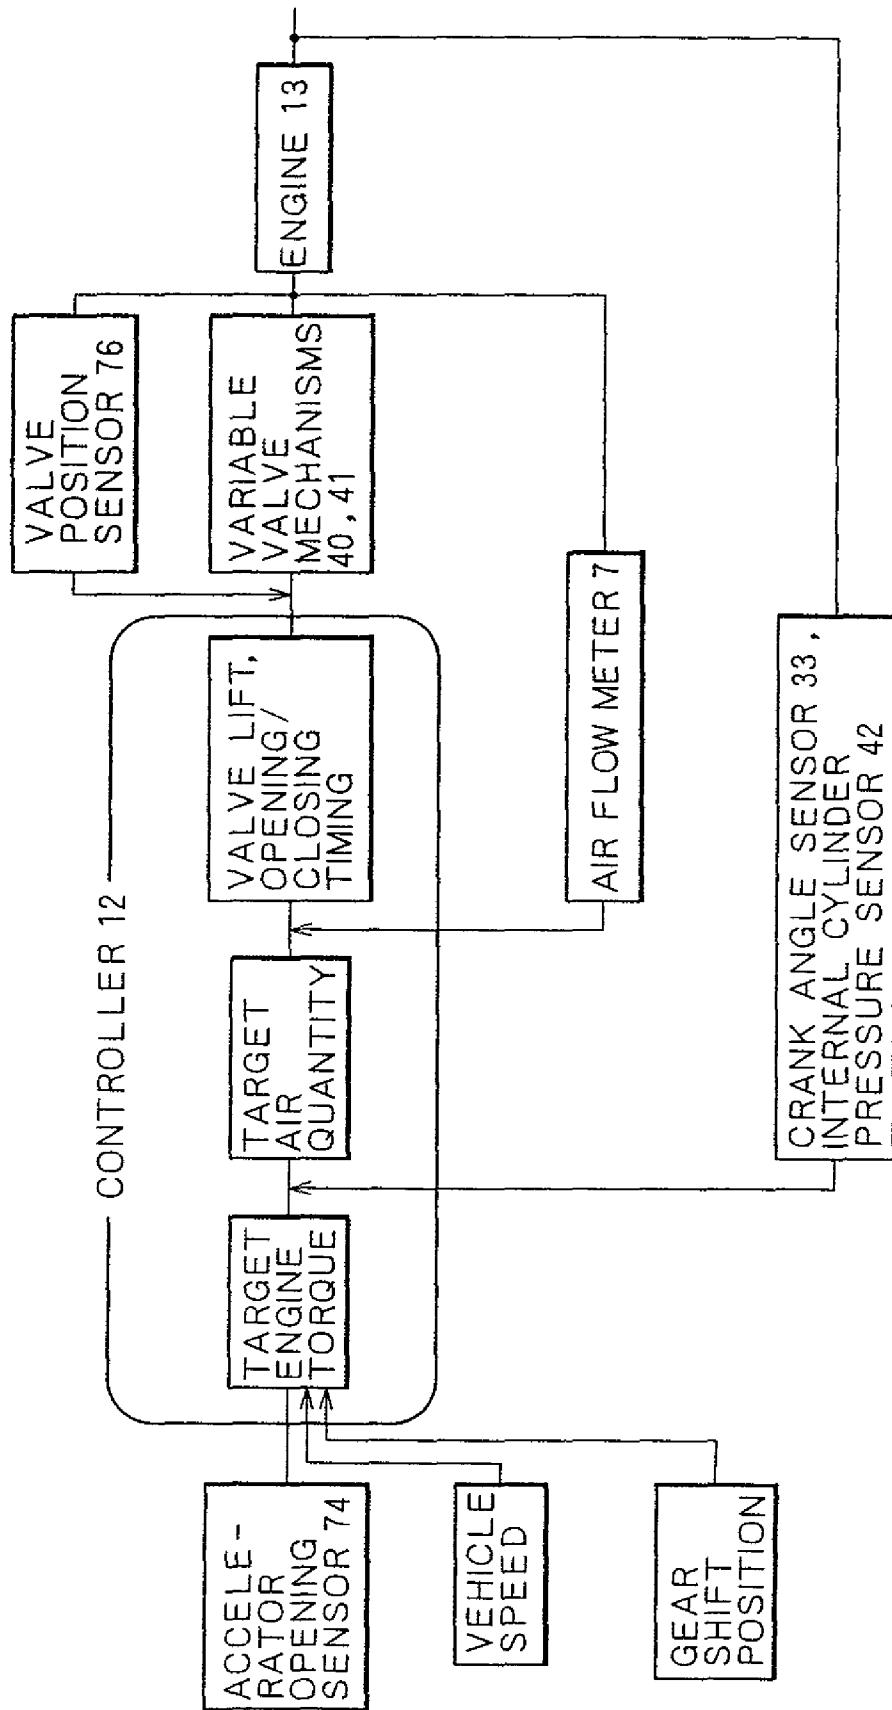 ACCELE-
RATOR
OPENING
SENSOR 74
VEHICLE
SPEED
GEAR
SHIFT
POSITION
CONTROLLER 12
TARGET
ENGINE
TORQUE
TARGET
AIR
QUANTITY
VALVE LIFT,
OPENING/
CLOSING
TIMING
VALVE
POSITION
SENSOR 76
VARIABLE
VALVE
MECHANISMS
40, 41
ENGINE 13
AIR FLOW METER 7
CRANK ANGLE SENSOR 33,
INTERNAL CYLINDER
PRESSURE SENSOR 42